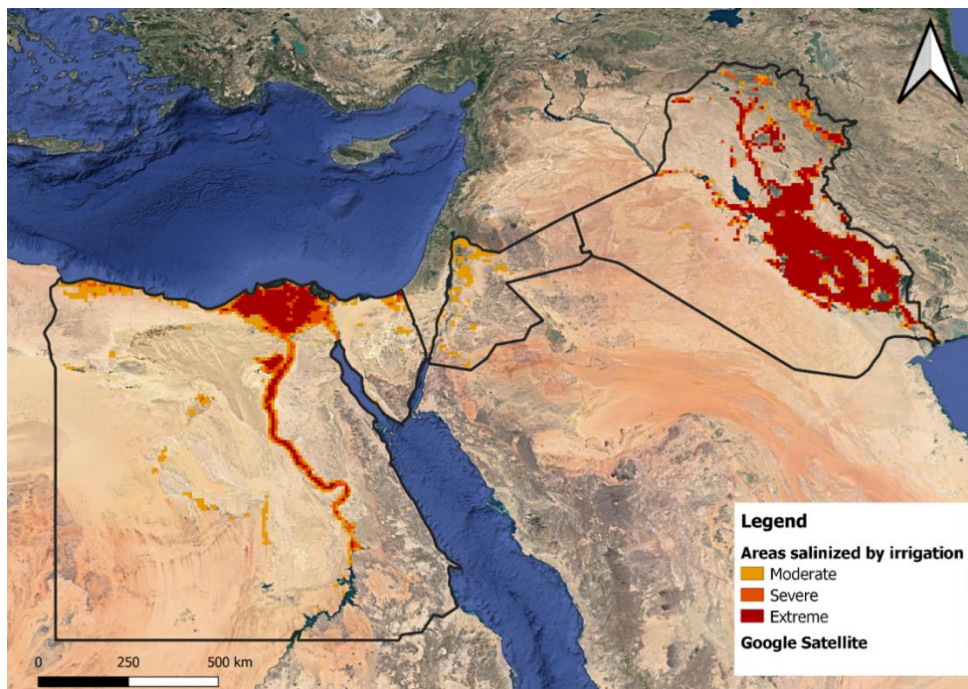 Legend
Areas salinized by irrigation
Moderate
Severe
Extreme
Google Satellite
0 250 500 km